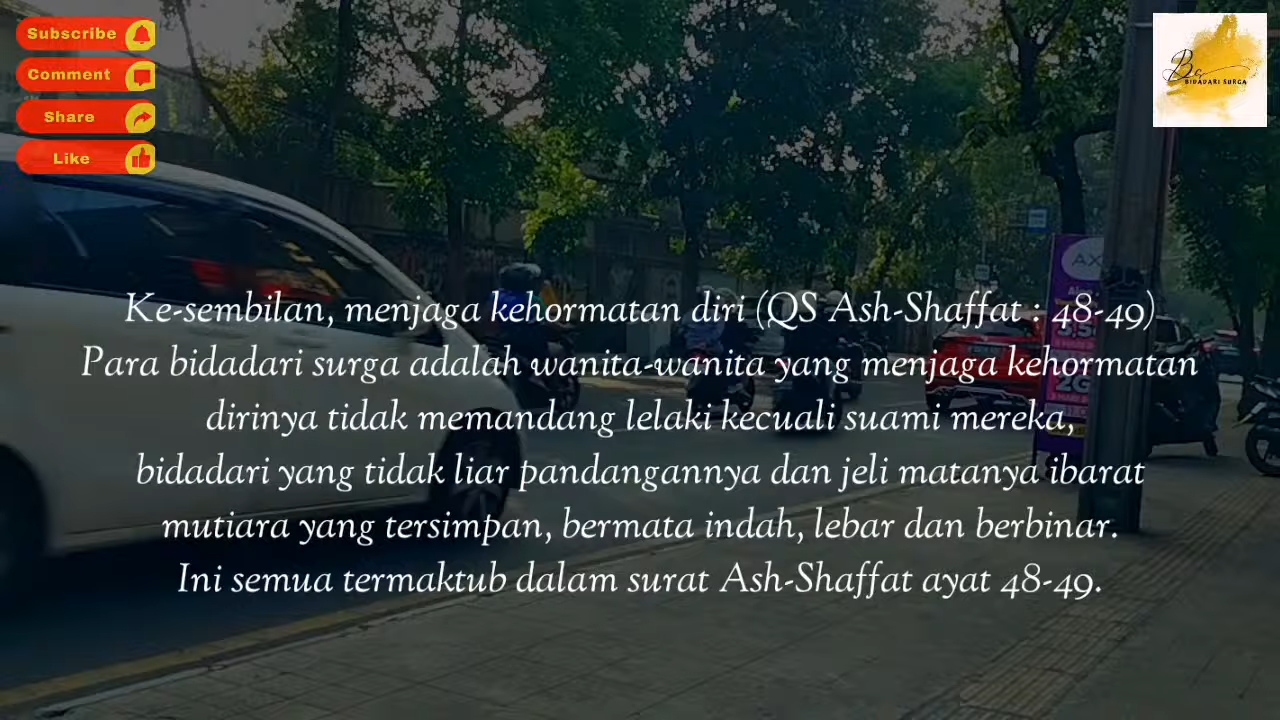 Subscribe
Comment
Share
Like
Bs
BIDADARI SURGA
AX
2G
Ke-sembilan, menjaga kehormatan diri (QS Ash-Shaffat : 48-49)
Para bidadari surga adalah wanita-wanita yang menjaga kehormatan
dirinya tidak memandang lelaki kecuali suami mereka,
bidadari yang tidak liar pandangannya dan jeli matanya ibarat
mutiara yang tersimpan, bermata indah, lebar dan berbinar.
Ini semua termaktub dalam surat Ash-Shaffat ayat 48-49.